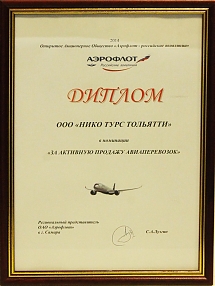 2014
Открытое Акционерное Общество «Аэрофлот - российские авиалинии»
АЭРОФЛОТ
Российские авиалинии
ДИПЛОМ
ООО «НИКО ТУРС ТОЛЬЯТТИ»
в номинации
«ЗА АКТИВНУЮ ПРОДАЖУ АВИАПЕРЕВОЗОК»
Региональный представитель
ОАО «Аэрофлот»
в г. Самара